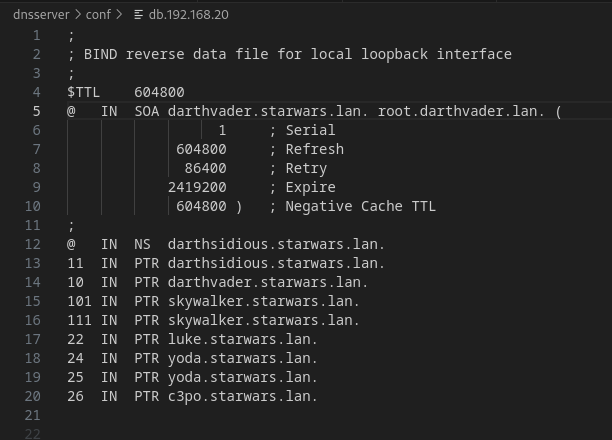 dnsserver > conf > db.192.168.20
1 ;
2 ; BIND reverse data file for local loopback interface
3 ;
4 $TTL 604800
5 @ IN SOA darthvader.starwars.lan. root.darthvader.lan. (
6 1 ; Serial
7 604800 ; Refresh
8 86400 ; Retry
9 2419200 ; Expire
10 604800 ) ; Negative Cache TTL
11 ;
12 @ IN NS darthsidious.starwars.lan.
13 11 IN PTR darthsidious.starwars.lan.
14 10 IN PTR darthvader.starwars.lan.
15 101 IN PTR skywalker.starwars.lan.
16 111 IN PTR skywalker.starwars.lan.
17 22 IN PTR luke.starwars.lan.
18 24 IN PTR yoda.starwars.lan.
19 25 IN PTR yoda.starwars.lan.
20 26 IN PTR c3po.starwars.lan.
21
22